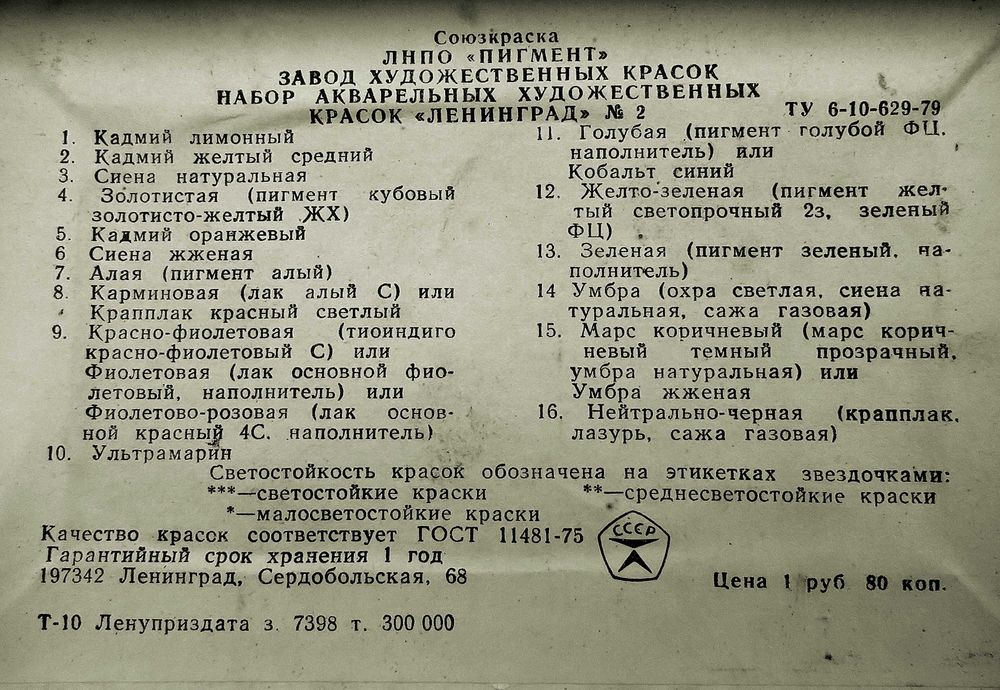 Союзкраска
ЛНПО «ПИГМЕНТ»
ЗАВОД ХУДОЖЕСТВЕННЫХ КРАСОК
НАБОР АКВАРЕЛЬНЫХ ХУДОЖЕСТВЕННЫХ
КРАСОК «ЛЕНИНГРАД» № 2
ТУ 6-10-629-79
1. Кадмий лимонный
2. Кадмий желтый средний
3. Сиена натуральная
4. Золотистая (пигмент кубовый
золотисто-желтый ЖХ)
5. Кадмий оранжевый
6 Сиена жженая
7. Алая (пигмент алый)
8. Карминовая (лак алый С) или
Крапплак красный светлый
9. Красно-фиолетовая (тиоиндиго
красно-фиолетовый С) или
Фиолетовая (лак основной фио-
летовый, наполнитель) или
Фиолетово-розовая (лак основ-
ной красный 4С, наполнитель)
10. Ультрамарин
11. Голубая (пигмент голубой ФЦ,
наполнитель) или
Кобальт синий
12. Желто-зеленая (пигмент жел-
тый светопрочный 2з, зеленый
ФЦ)
13. Зеленая (пигмент зеленый, на-
полнитель)
14 Умбра (охра светлая, сиена на-
туральная, сажа газовая)
15. Марс коричневый (марс корич-
невый темный прозрачный,
умбра натуральная) или
Умбра жженая
16. Нейтрально-черная (крапплак,
лазурь, сажа газовая)
Светостойкость красок обозначена на этикетках звездочками:
***—светостойкие краски **—среднесветостойкие краски
*—малосветостойкие краски
Качество красок соответствует ГОСТ 11481-75
Гарантийный срок хранения 1 год
197342 Ленинград, Сердобольская, 68
СССР
Цена 1 руб 80 коп.
Т-10 Ленуприздата з. 7398 т. 300 000